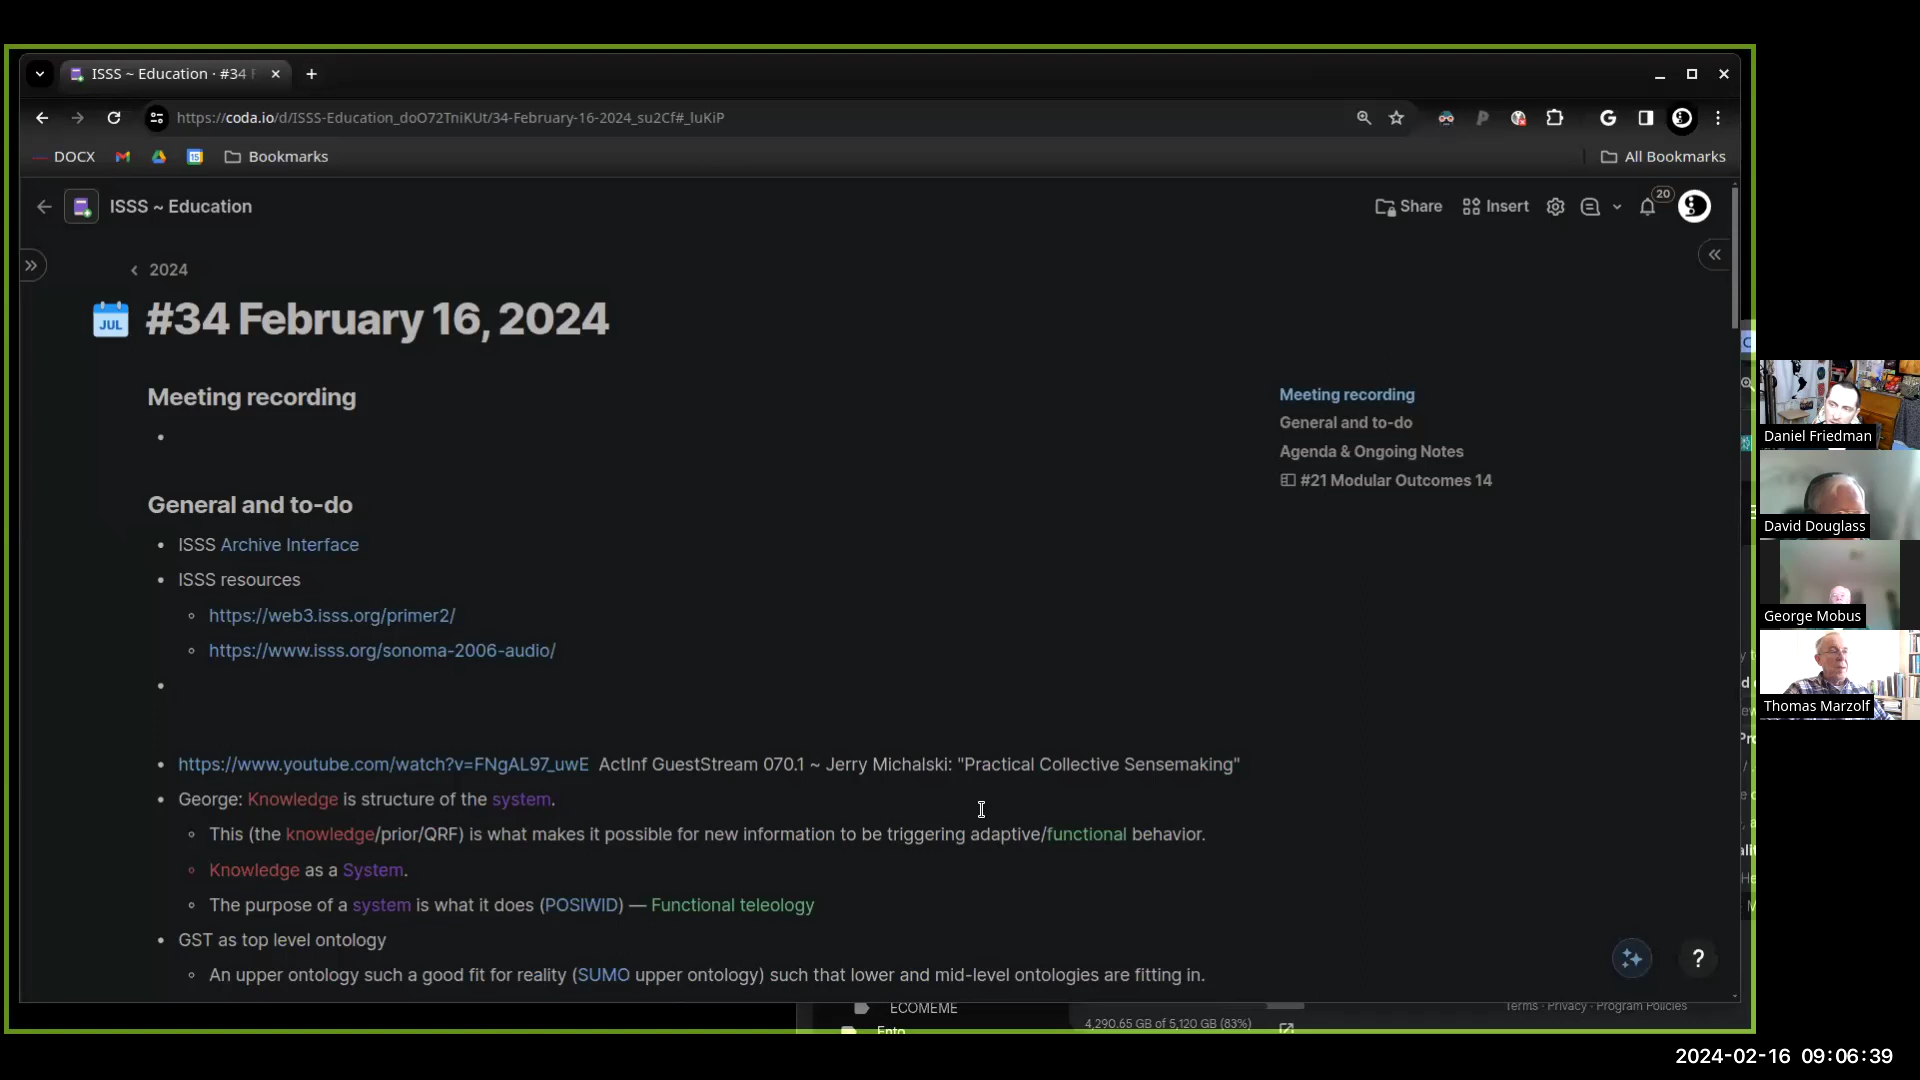 ISSS ~ Education · #34 F
https://coda.io/d/ISSS-Education_doO72TniKUt/34-February-16-2024_su2Cf#_luKiP
DOCX
Bookmarks
All Bookmarks
ISSS ~ Education
Share
Insert
20
2024
JUL
#34 February 16, 2024
Meeting recording
Meeting recording
General and to-do
Agenda & Ongoing Notes
#21 Modular Outcomes 14
General and to-do
ISSS Archive Interface
ISSS resources
https://web3.isss.org/primer2/
https://www.isss.org/sonoma-2006-audio/
https://www.youtube.com/watch?v=FNgAL97_uwE ActInf GuestStream 070.1 ~ Jerry Michalski: "Practical Collective Sensemaking"
George: Knowledge is structure of the system.
This (the knowledge/prior/QRF) is what makes it possible for new information to be triggering adaptive/functional behavior.
Knowledge as a System.
The purpose of a system is what it does (POSIWID) — Functional teleology
GST as top level ontology
An upper ontology such a good fit for reality (SUMO upper ontology) such that lower and mid-level ontologies are fitting in.
?
ECOMEME
Ento
4,290.65 GB of 5,120 GB (83%)
Terms · Privacy · Program Policies
Daniel Friedman
David Douglass
George Mobus
Thomas Marzolf
2024-02-16 09:06:39